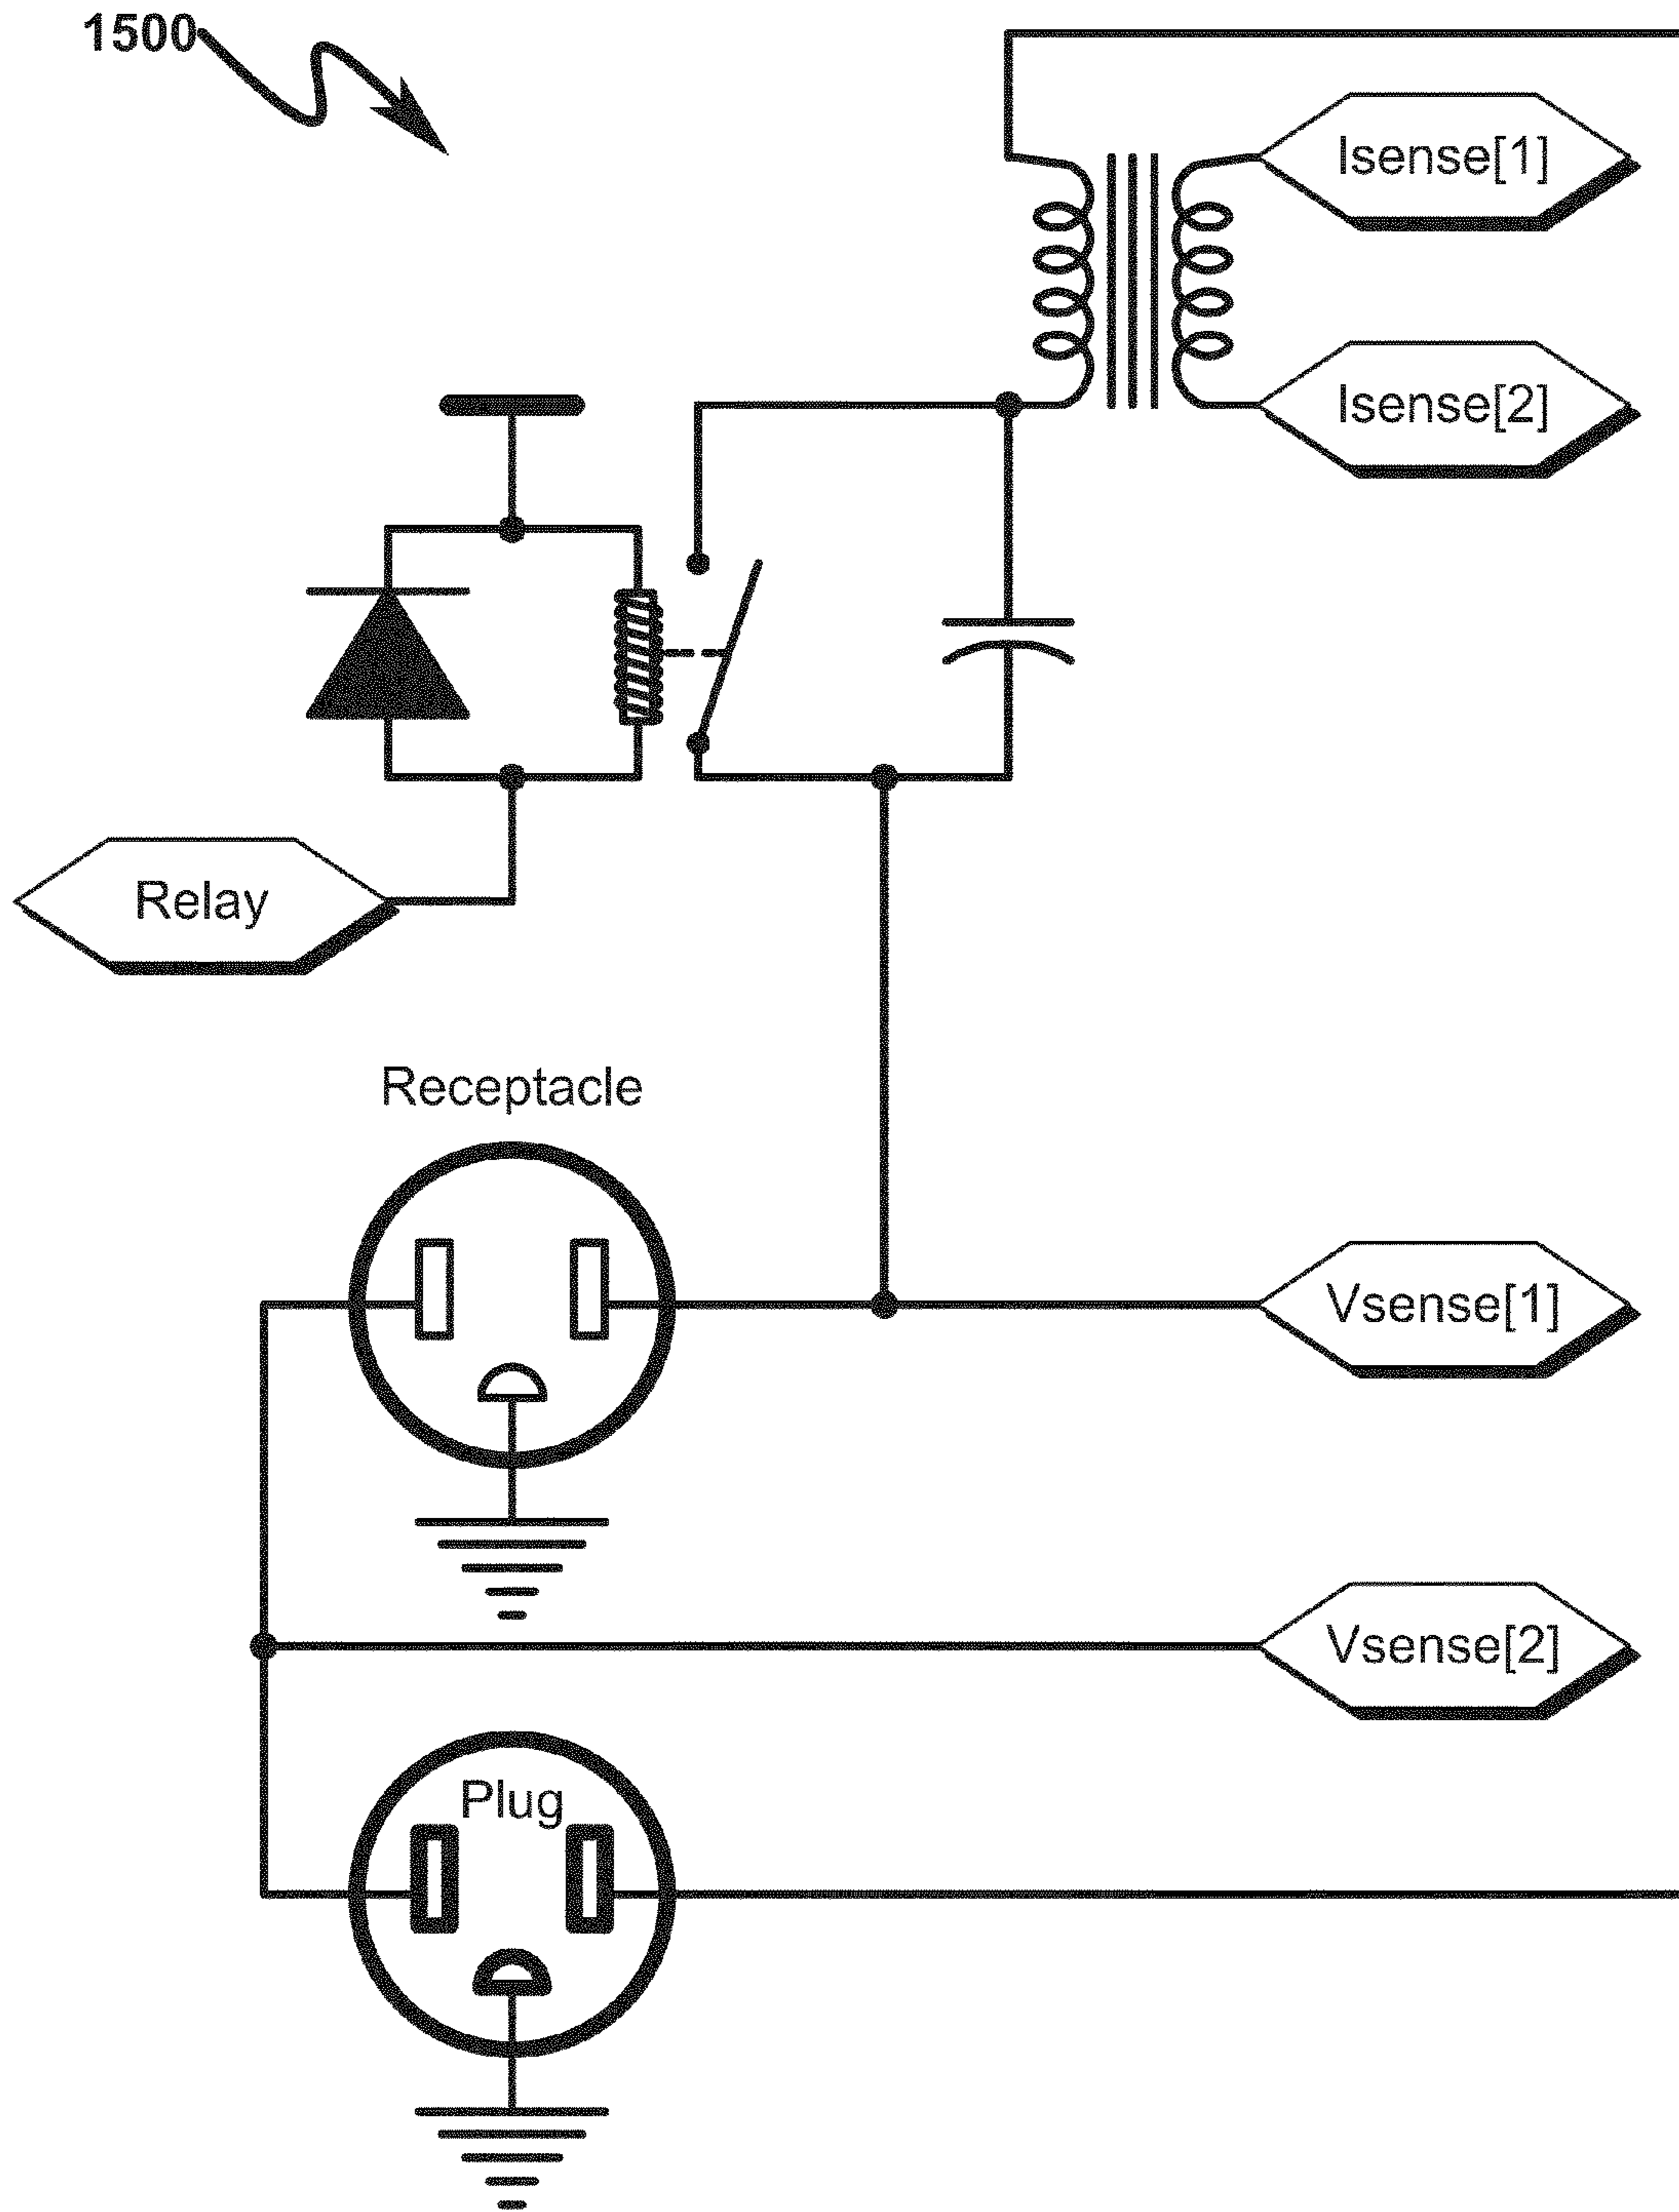 1500
Isense[1]
Isense[2]
Relay
Receptacle
Vsense[1]
Vsense[2]
Plug